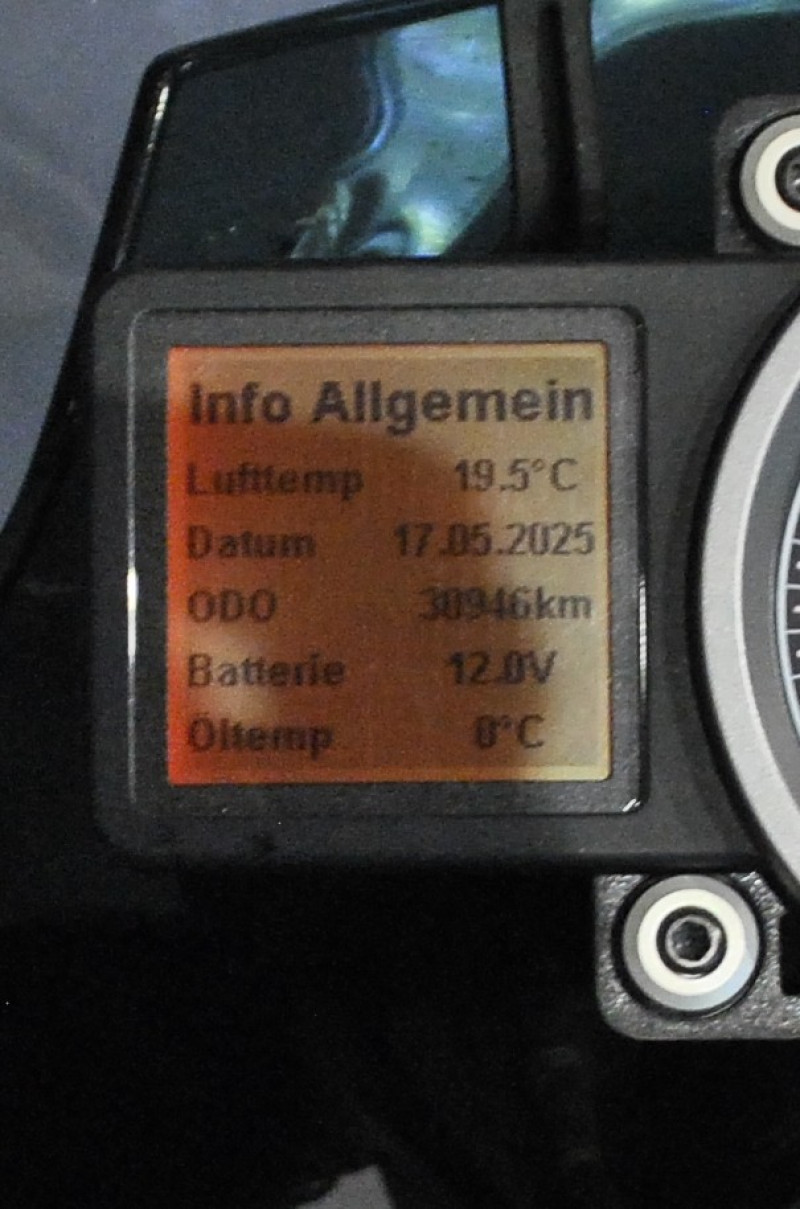 Info Allgemein
Lufttemp 19.5°C
Datum 17.05.2025
ODO 30946km
Batterie 12.0V
Öltemp 0°C